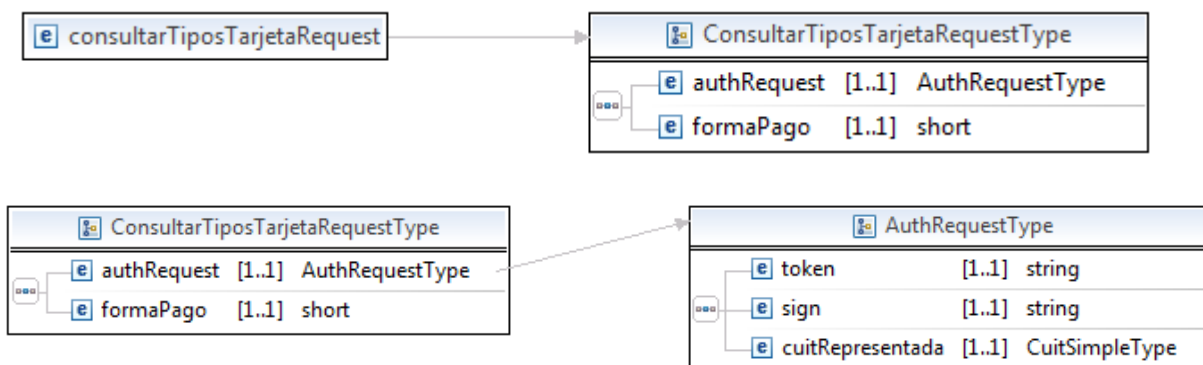 consultarTiposTarjetaRequest
ConsultarTiposTarjetaRequestType
authRequest [1..1] AuthRequestType
formaPago [1..1] short
ConsultarTiposTarjetaRequestType
authRequest [1..1] AuthRequestType
formaPago [1..1] short
AuthRequestType
token [1..1] string
sign [1..1] string
cuitRepresentada [1..1] CuitSimpleType